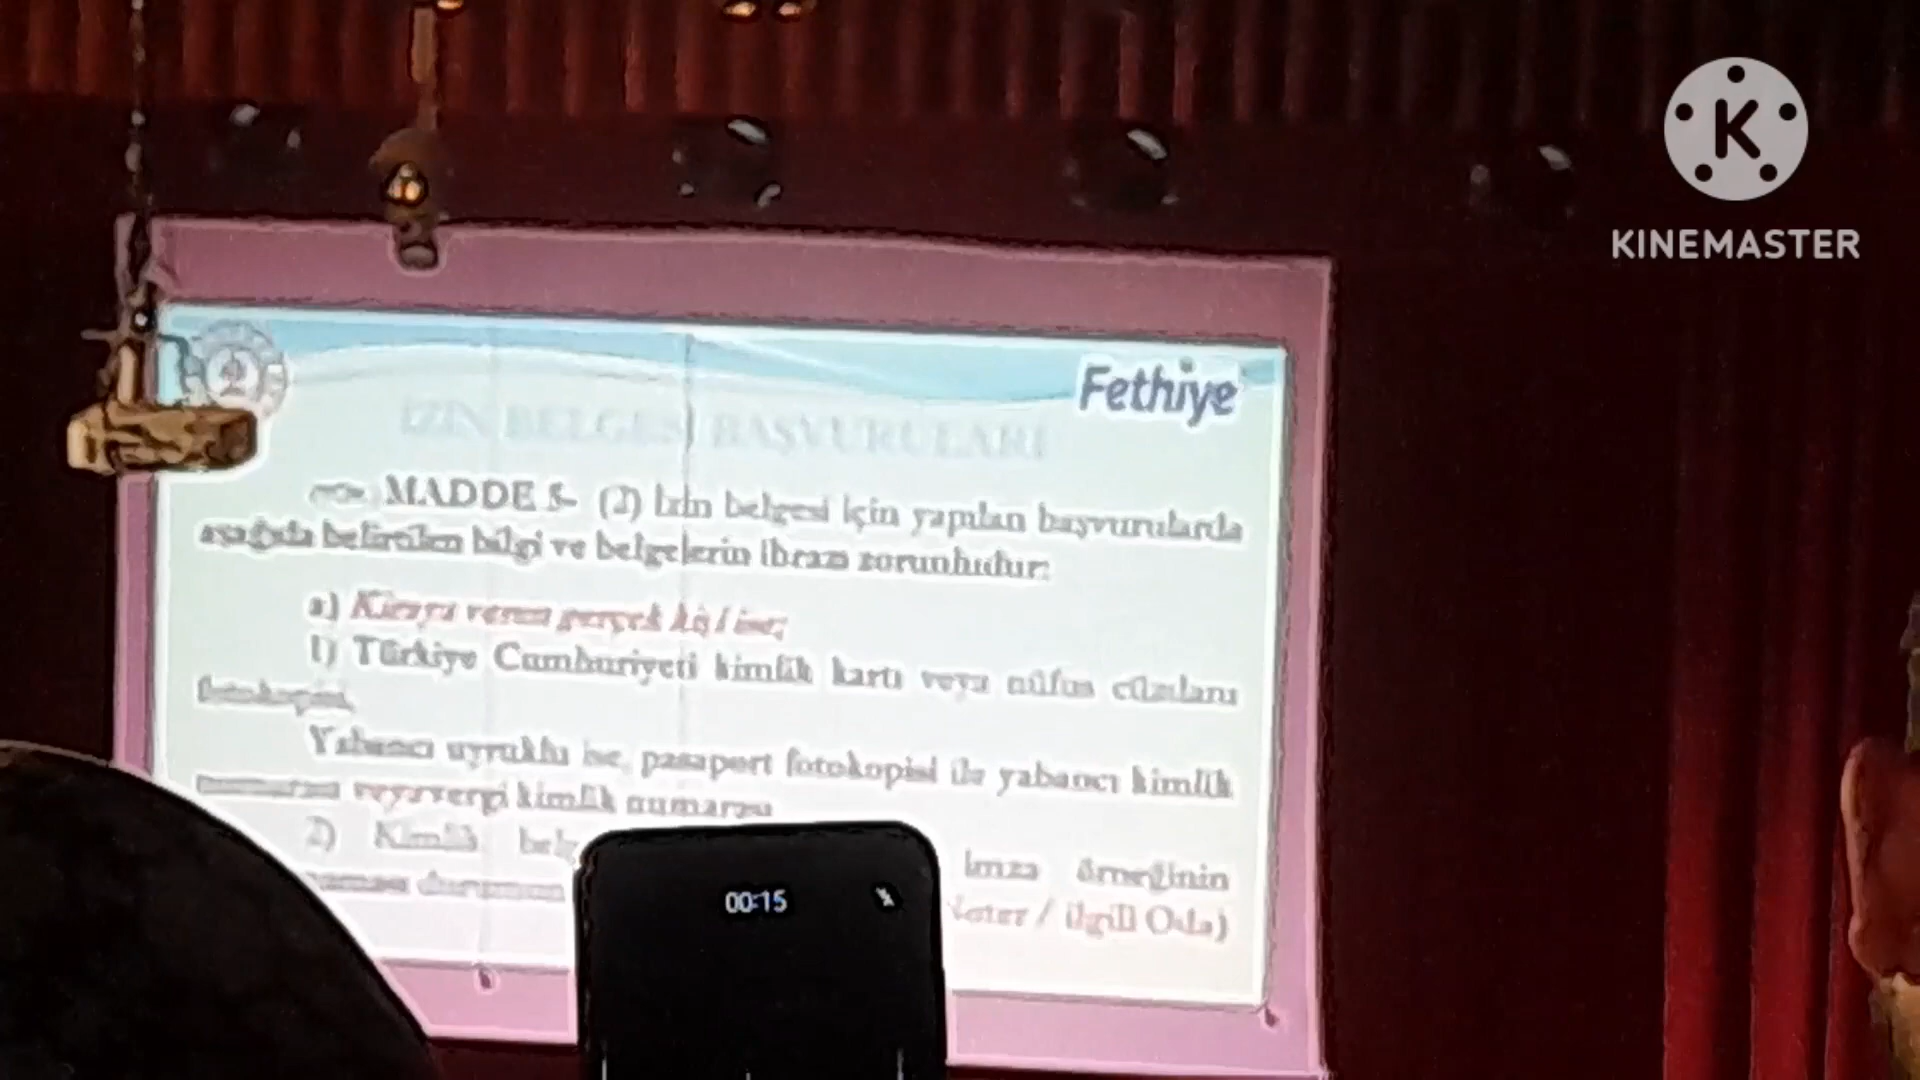 KINEMASTER
Fethiye
İZİN BELGESİ BAŞVURULARI
MADDE 5- (2) İzin belgesi için yapılan başvurularda
aşağıda belirtilen bilgi ve belgelerin ibrazı zorunludur:
a) Kiraya veren gerçek kişi ise;
1) Türkiye Cumhuriyeti kimlik kartı veya nüfus cüzdanı
fotokopisi,
Yabancı uyruklu ise, pasaport fotokopisi ile yabancı kimlik
numarası veya vergi kimlik numarası
2) Kimlik imza örneğinin
/ ilgili Oda)
00:15